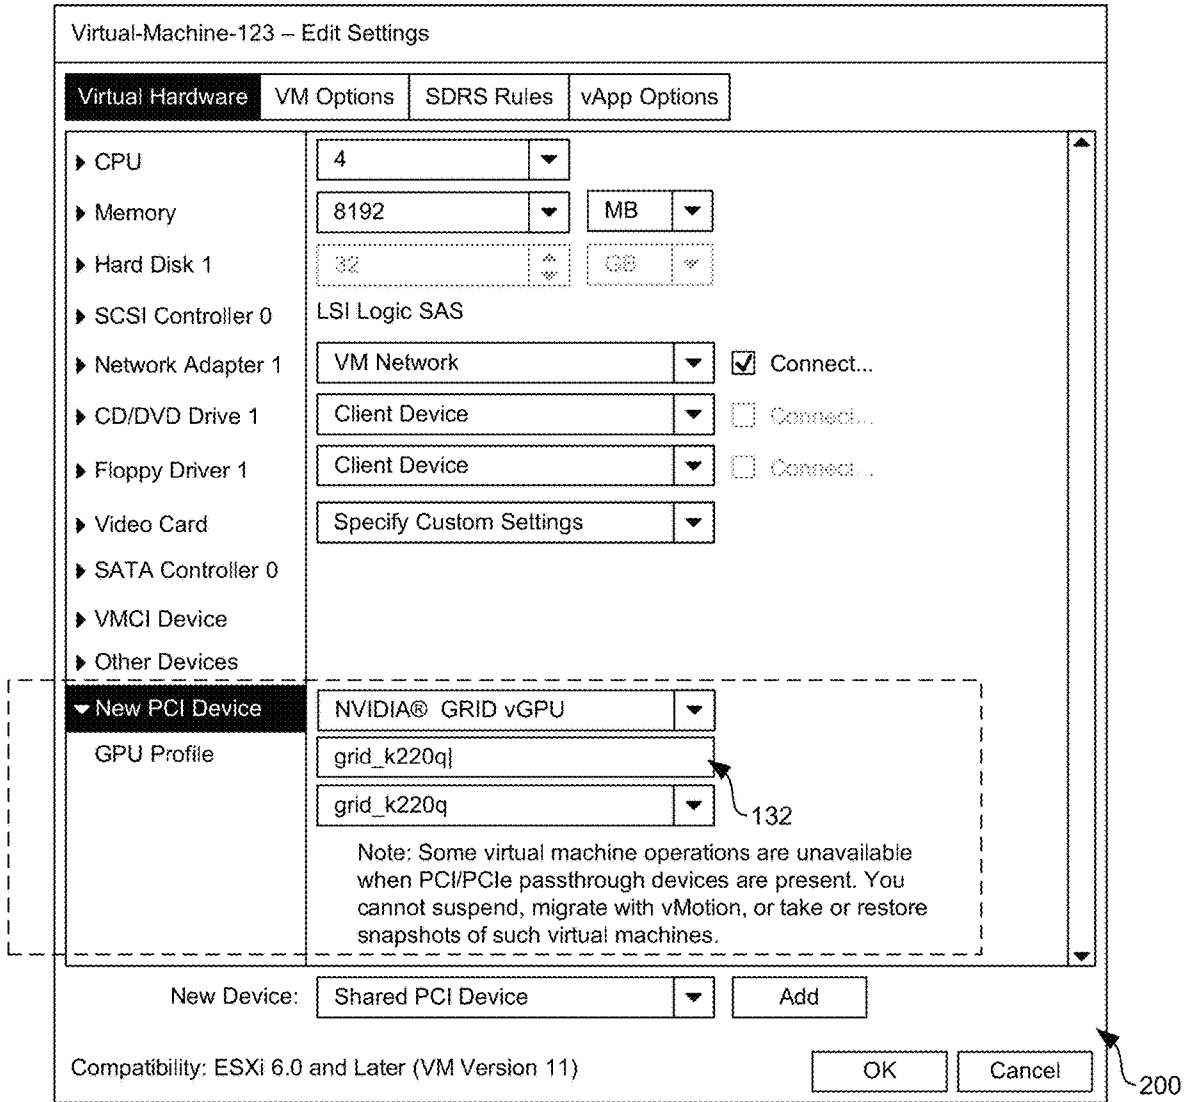 Virtual-Machine-123 – Edit Settings
Virtual Hardware VM Options SDRS Rules vApp Options
CPU 4
Memory 8192 MB
Hard Disk 1 32 GB
SCSI Controller 0 LSI Logic SAS
Network Adapter 1 VM Network Connect...
CD/DVD Drive 1 Client Device Connect...
Floppy Driver 1 Client Device Connect...
Video Card Specify Custom Settings
SATA Controller 0
VMCI Device
Other Devices
New PCI Device NVIDIA® GRID vGPU
GPU Profile grid_k220q|
grid_k220q
132
Note: Some virtual machine operations are unavailable
when PCI/PCIe passthrough devices are present. You
cannot suspend, migrate with vMotion, or take or restore
snapshots of such virtual machines.
New Device: Shared PCI Device Add
Compatibility: ESXi 6.0 and Later (VM Version 11) OK Cancel
200